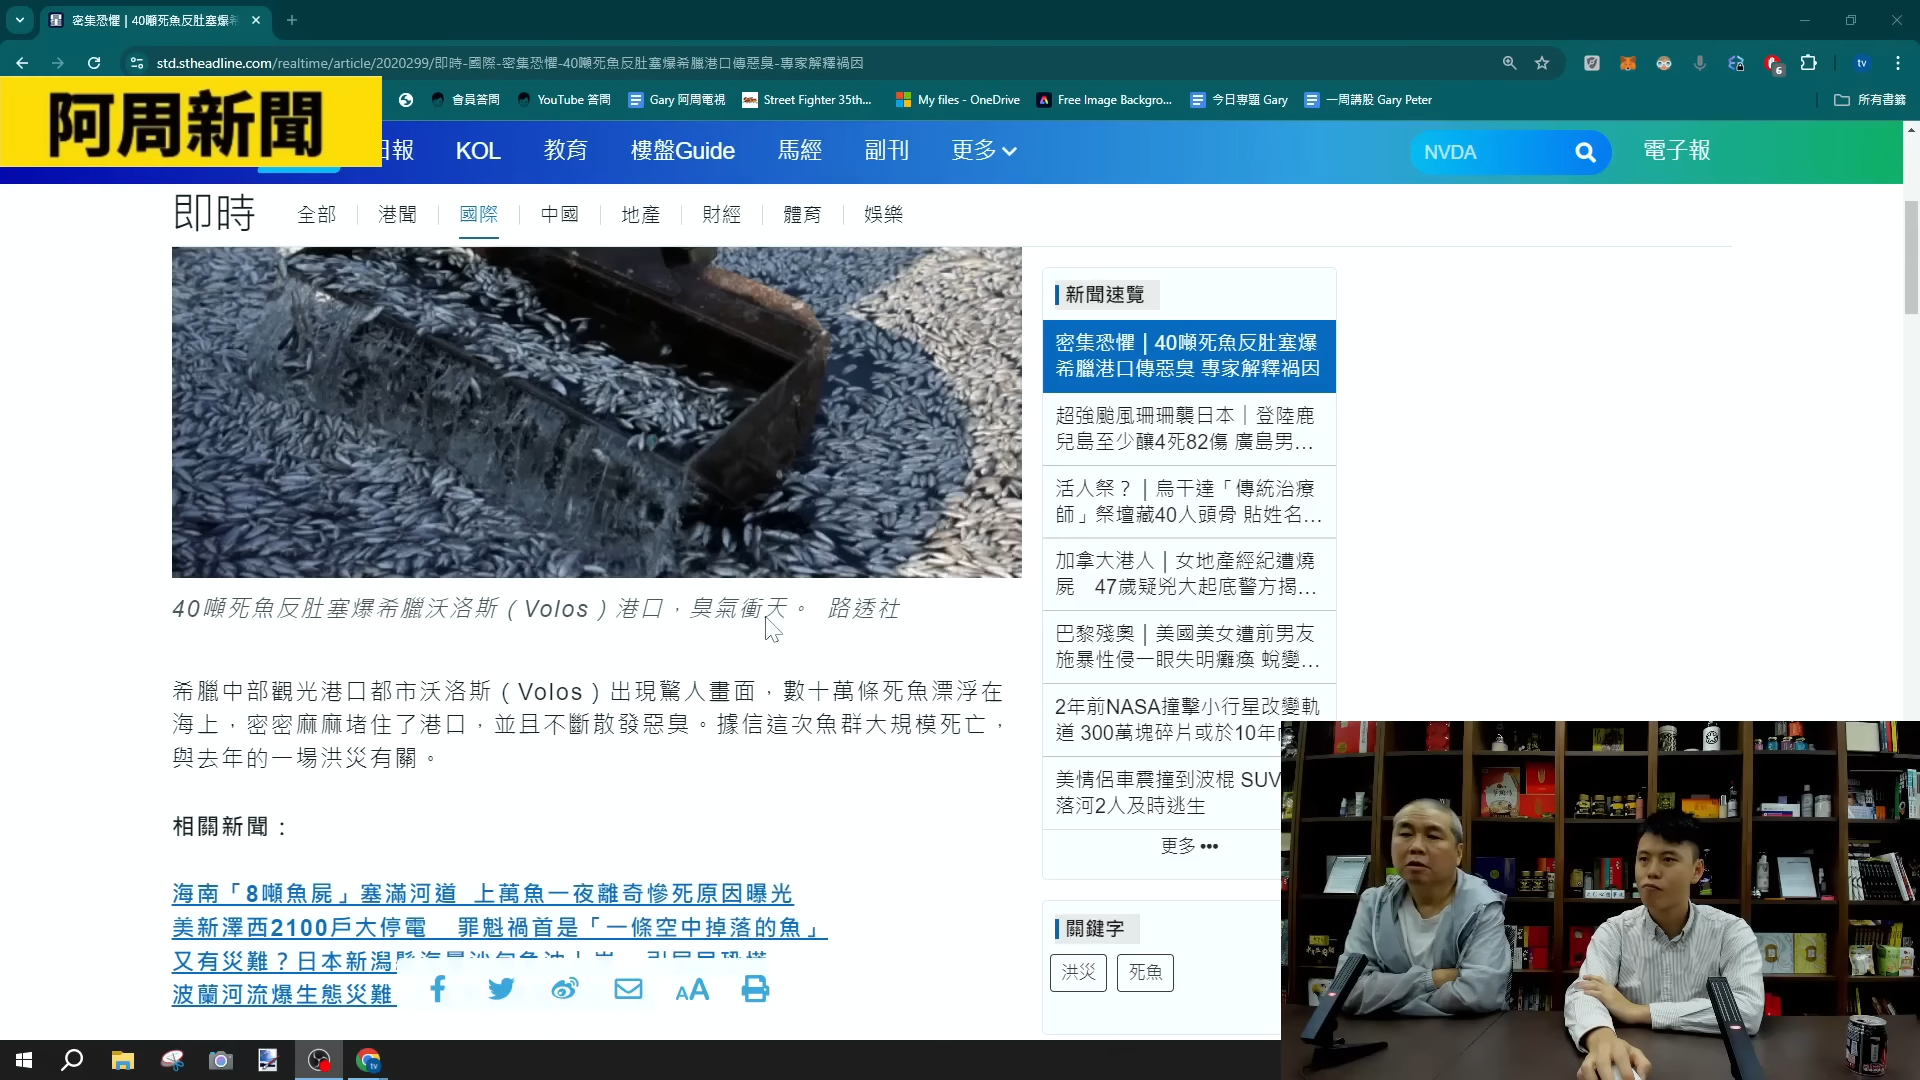 密集恐懼｜40噸死魚反肚塞爆希
std.stheadline.com/realtime/article/2020299/即時-國際-密集恐懼-40噸死魚反肚塞爆希臘港口傳惡臭-專家解釋禍因
6
tv
會員答問
YouTube 答問
Gary 阿周電視
Street Fighter 35th...
My files - OneDrive
Free Image Backgro...
今日專題 Gary
一周講股 Gary Peter
所有書籤
阿周新聞
日報
KOL
教育
樓盤Guide
馬經
副刊
更多
NVDA
電子報
即時
全部
港聞
國際
中國
地產
財經
體育
娛樂
40噸死魚反肚塞爆希臘沃洛斯（Volos）港口，臭氣衝天。 路透社
希臘中部觀光港口都市沃洛斯（Volos）出現驚人畫面，數十萬條死魚漂浮在
海上，密密麻麻堵住了港口，並且不斷散發惡臭。據信這次魚群大規模死亡，
與去年的一場洪災有關。
相關新聞：
海南「8噸魚屍」塞滿河道 上萬魚一夜離奇慘死原因曝光
美新澤西2100戶大停電 罪魁禍首是「一條空中掉落的魚」
又有災難？日本新潟縣海量沙甸魚沖上岸
波蘭河流爆生態災難
AA
新聞速覽
密集恐懼｜40噸死魚反肚塞爆
希臘港口傳惡臭 專家解釋禍因
超強颱風珊珊襲日本｜登陸鹿
兒島至少釀4死82傷 廣島男...
活人祭？｜烏干達「傳統治療
師」祭壇藏40人頭骨 貼姓名...
加拿大港人｜女地產經紀遭燒
屍 47歲疑兇大起底警方揭...
巴黎殘奧｜美國美女遭前男友
施暴性侵一眼失明癱瘓 蛻變...
2年前NASA撞擊小行星改變軌
道 300萬塊碎片或於10年
美情侶車震撞到波棍 SUV
落河2人及時逃生
更多 •••
關鍵字
洪災
死魚
tv